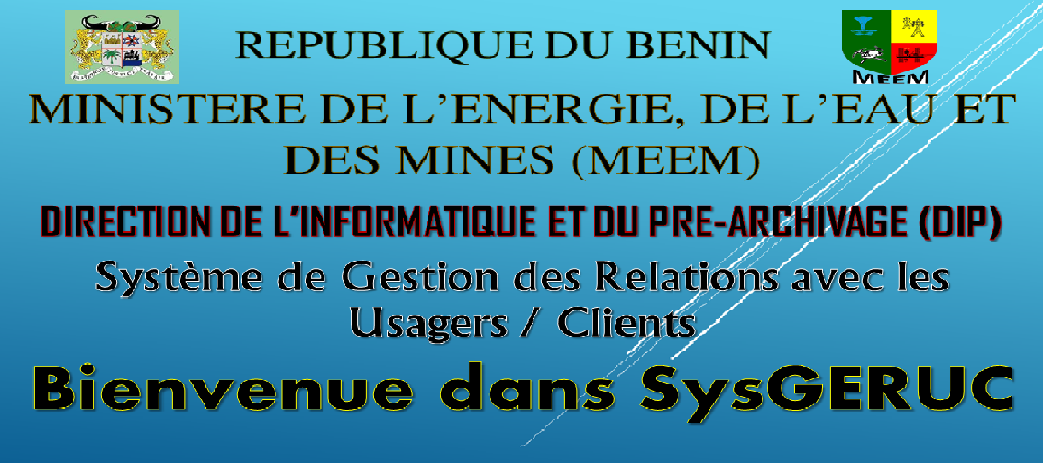 REPUBLIQUE DU BENIN
MEEM
MINISTERE DE L'ENERGIE, DE L'EAU ET
DES MINES (MEEM)
DIRECTION DE L'INFORMATIQUE ET DU PRE-ARCHIVAGE (DIP)
Système de Gestion des Relations avec les
Usagers / Clients
Bienvenue dans SysGERUC